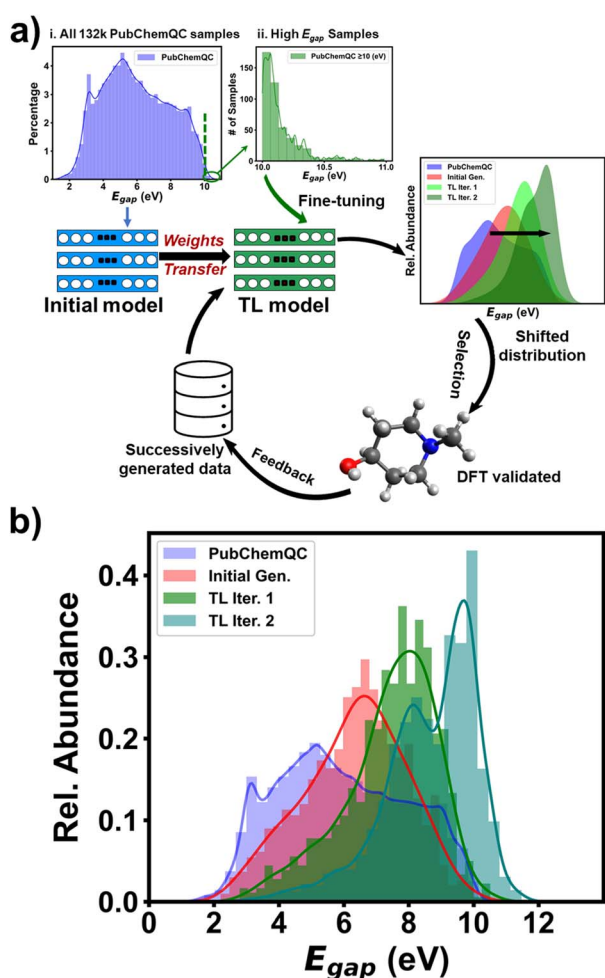 a)
i. All 132k PubChemQC samples
ii. High Egap Samples
PubChemQC
PubChemQC ≥10 (eV)
Percentage
4
3
2
1
0
2 4 6 8 10
Egap (eV)
# of Samples
150
100
50
0
10.0 10.5 11.0
Egap (eV)
Fine-tuning
PubChemQC
Initial Gen.
TL Iter. 1
TL Iter. 2
Rel. Abundance
Egap (eV)
Weights
Transfer
Initial model
TL model
Shifted
distribution
Selection
Successively
generated data
Feedback
DFT validated
b)
PubChemQC
Initial Gen.
TL Iter. 1
TL Iter. 2
Rel. Abundance
0.4
0.3
0.2
0.1
0.0
0 2 4 6 8 10 12
Egap (eV)